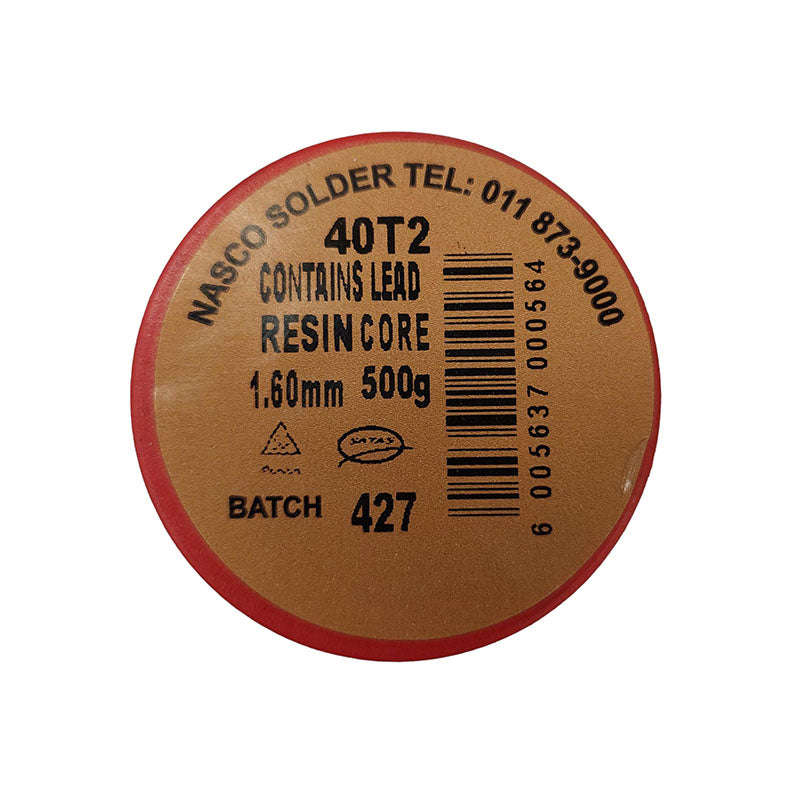 NASCO SOLDER TEL: 011 873-9000
40T2
CONTAINS LEAD
RESIN CORE
1.60mm 500g
SATAS
BATCH 427
6 005637 000564